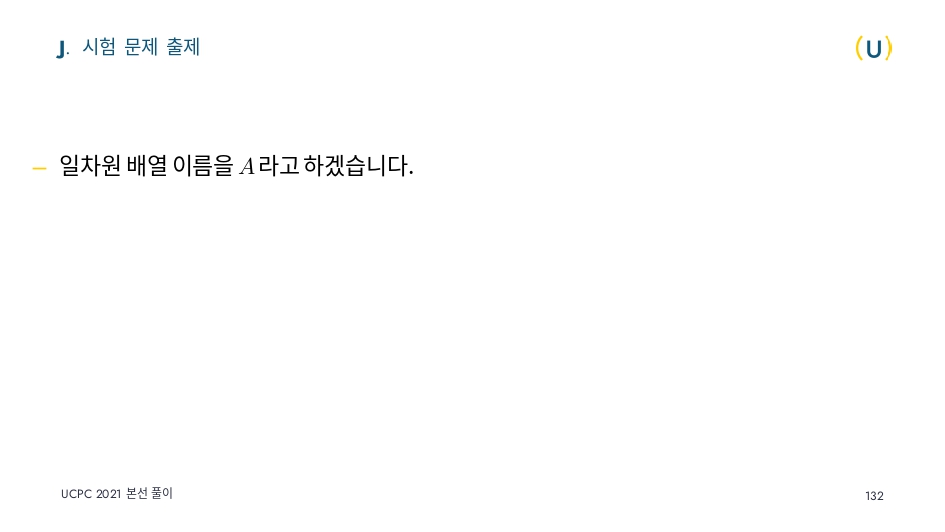 J. 시험 문제 출제
(U)
– 일차원 배열 이름을 A라고 하겠습니다.
UCPC 2021 본선 풀이
132